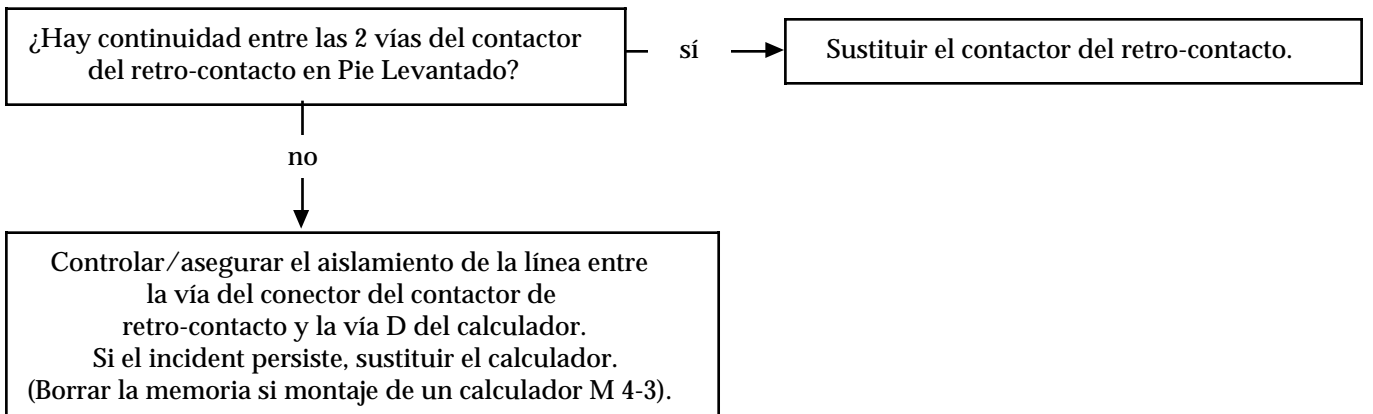 ¿Hay continuidad entre las 2 vías del contactor
del retro-contacto en Pie Levantado?
sí
Sustituir el contactor del retro-contacto.
no
Controlar/asegurar el aislamiento de la línea entre
la vía del conector del contactor de
retro-contacto y la vía D del calculador.
Si el incident persiste, sustituir el calculador.
(Borrar la memoria si montaje de un calculador M 4-3).